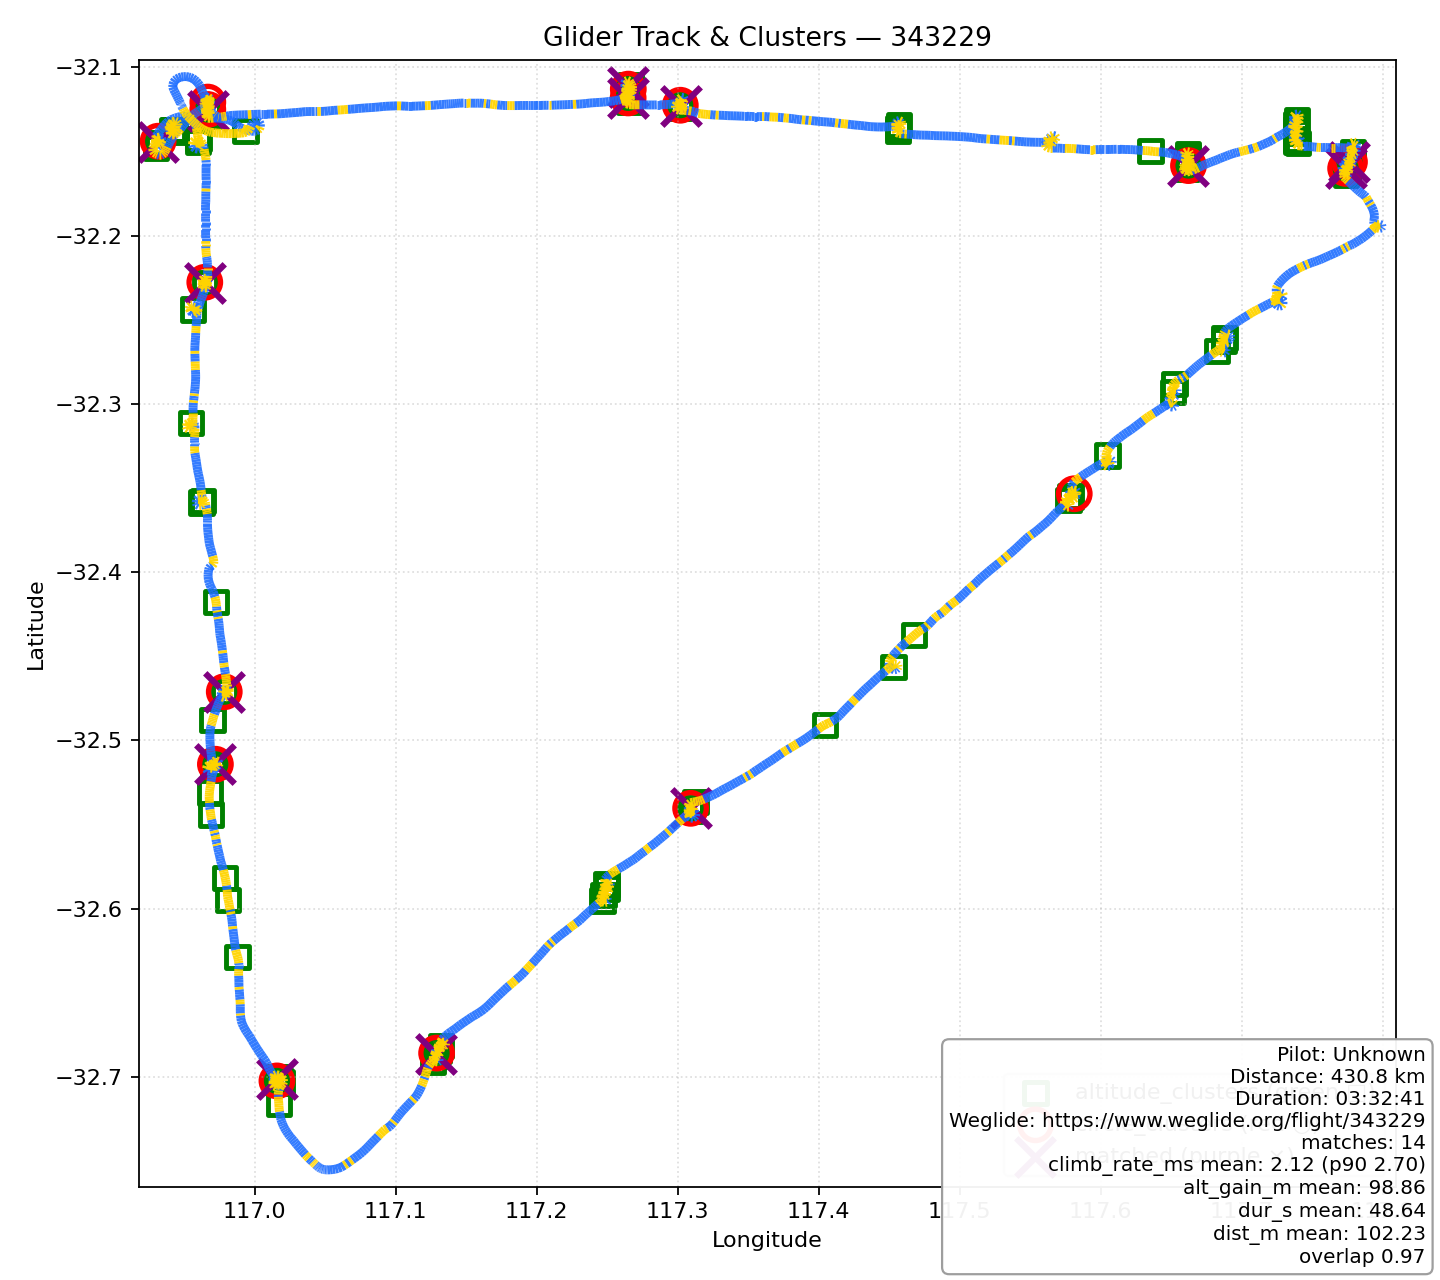 Glider Track & Clusters — 343229
−32.1
−32.2
−32.3
−32.4
−32.5
−32.6
−32.7
Latitude
117.0
117.1
117.2
117.3
117.4
117.5
117.6
Longitude
altitude_cluster
matched (purple
Pilot: Unknown
Distance: 430.8 km
Duration: 03:32:41
Weglide: https://www.weglide.org/flight/343229
matches: 14
climb_rate_ms mean: 2.12 (p90 2.70)
alt_gain_m mean: 98.86
dur_s mean: 48.64
dist_m mean: 102.23
overlap 0.97